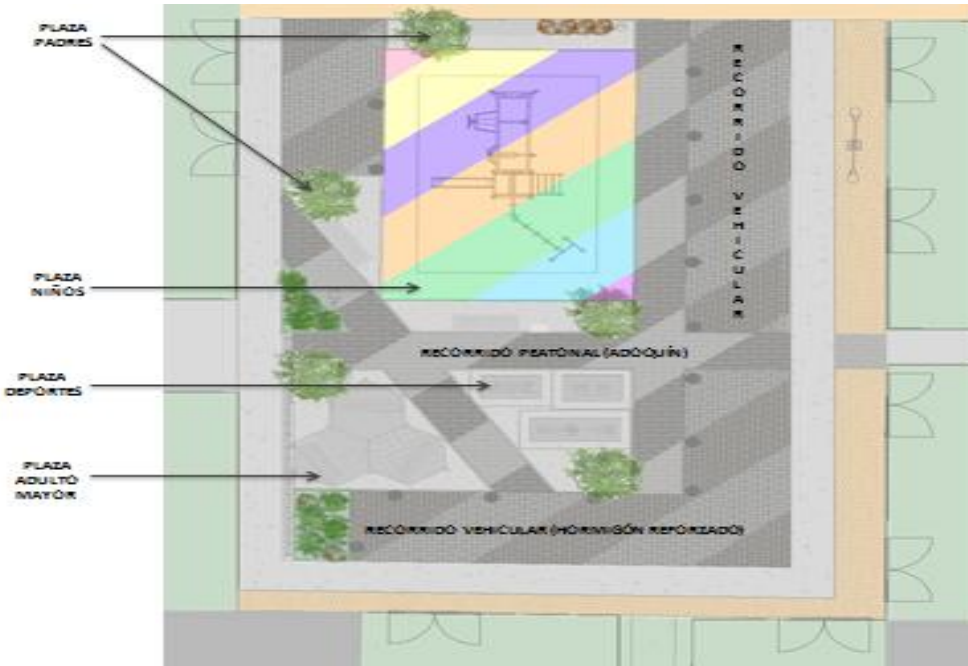 PLAZA
PADRES
RECORRIDO VEHICULAR
PLAZA
NIÑOS
RECORRIDO PEATONAL (ADOQUÍN)
PLAZA
DEPORTES
PLAZA
ADULTO
MAYOR
RECORRIDO VEHICULAR (HORMIGÓN REFORZADO)